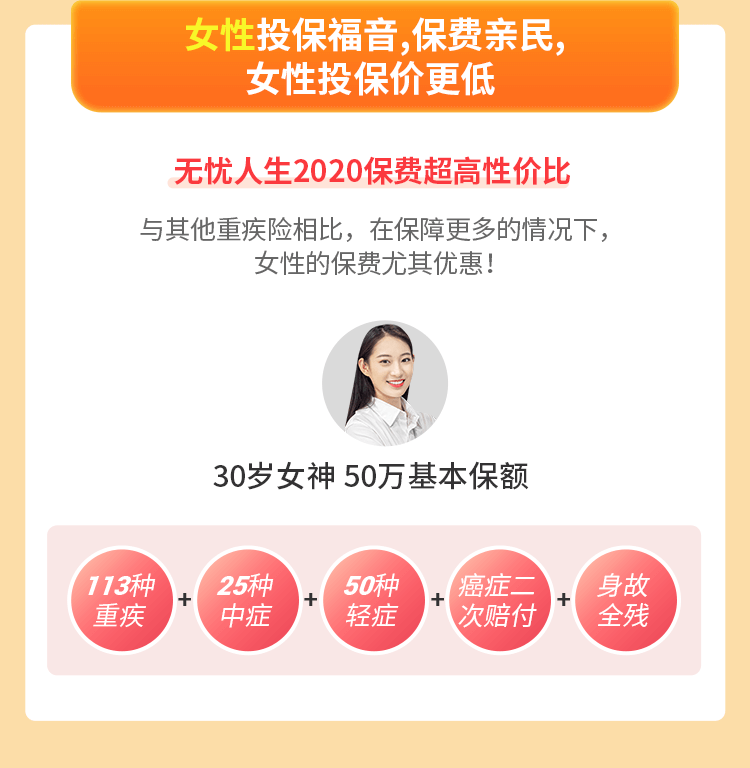 女性投保福音,保费亲民,
女性投保价更低
无忧人生2020保费超高性价比
与其他重疾险相比，在保障更多的情况下，
女性的保费尤其优惠！
30岁女神 50万基本保额
113种 + 25种 + 50种 + 癌症二 + 身故
重疾 中症 轻症 次赔付 全残